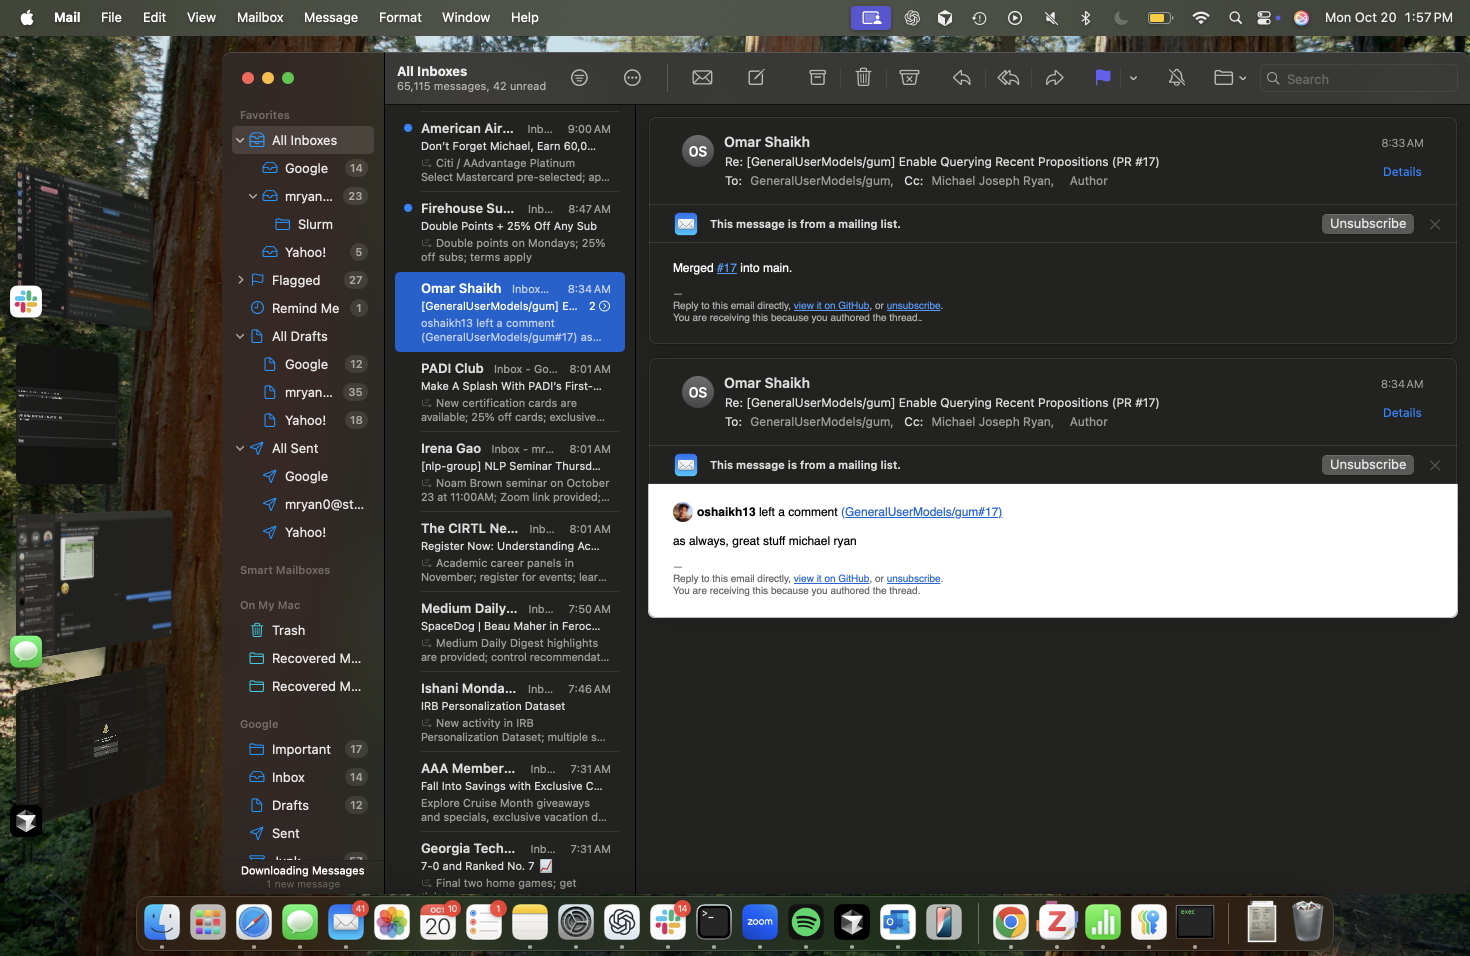 Mail File Edit View Mailbox Message Format Window Help
Mon Oct 20 1:57 PM
All Inboxes
65,115 messages, 42 unread
Search
Favorites
All Inboxes
Google 14
mryan... 23
Slurm
Yahoo! 5
Flagged 27
Remind Me 1
All Drafts
Google 12
mryan... 35
Yahoo! 18
All Sent
Google
mryan0@st...
Yahoo!
Smart Mailboxes
On My Mac
Trash
Recovered M...
Recovered M...
Google
Important 17
Inbox 14
Drafts 12
Sent
Downloading Messages
1 new message
American Air... Inb... 9:00 AM
Don't Forget Michael, Earn 60,0...
Citi / AAdvantage Platinum
Select Mastercard pre-selected; ap...
Firehouse Su... Inb... 8:47 AM
Double Points + 25% Off Any Sub
Double points on Mondays; 25%
off subs; terms apply
Omar Shaikh Inbox... 8:34 AM
[GeneralUserModels/gum] E... 2
oshaikh13 left a comment
(GeneralUserModels/gum#17) as...
PADI Club Inbox - Go... 8:01 AM
Make A Splash With PADI's First-...
New certification cards are
available; 25% off cards; exclusive...
Irena Gao Inbox - mr... 8:01 AM
[nlp-group] NLP Seminar Thursd...
Noam Brown seminar on October
23 at 11:00AM; Zoom link provided;...
The CIRTL Ne... Inb... 8:01 AM
Register Now: Understanding Ac...
Academic career panels in
November; register for events; lear...
Medium Daily... Inb... 7:50 AM
SpaceDog | Beau Maher in Feroc...
Medium Daily Digest highlights
are provided; control recommendat...
Ishani Monda... Inb... 7:46 AM
IRB Personalization Dataset
New activity in IRB
Personalization Dataset; multiple s...
AAA Member... Inb... 7:31 AM
Fall Into Savings with Exclusive C...
Explore Cruise Month giveaways
and specials, exclusive vacation d...
Georgia Tech... Inb... 7:31 AM
7-0 and Ranked No. 7
Final two home games; get
OS
Omar Shaikh
8:33 AM
Re: [GeneralUserModels/gum] Enable Querying Recent Propositions (PR #17)
Details
To: GeneralUserModels/gum, Cc: Michael Joseph Ryan, Author
This message is from a mailing list.
Unsubscribe
Merged #17 into main.
—
Reply to this email directly, view it on GitHub, or unsubscribe.
You are receiving this because you authored the thread.
OS
Omar Shaikh
8:34 AM
Re: [GeneralUserModels/gum] Enable Querying Recent Propositions (PR #17)
Details
To: GeneralUserModels/gum, Cc: Michael Joseph Ryan, Author
This message is from a mailing list.
Unsubscribe
oshaikh13 left a comment (GeneralUserModels/gum#17)
as always, great stuff michael ryan
—
Reply to this email directly, view it on GitHub, or unsubscribe.
You are receiving this because you authored the thread.
41
OCT 10
20
1
14
zoom
exec